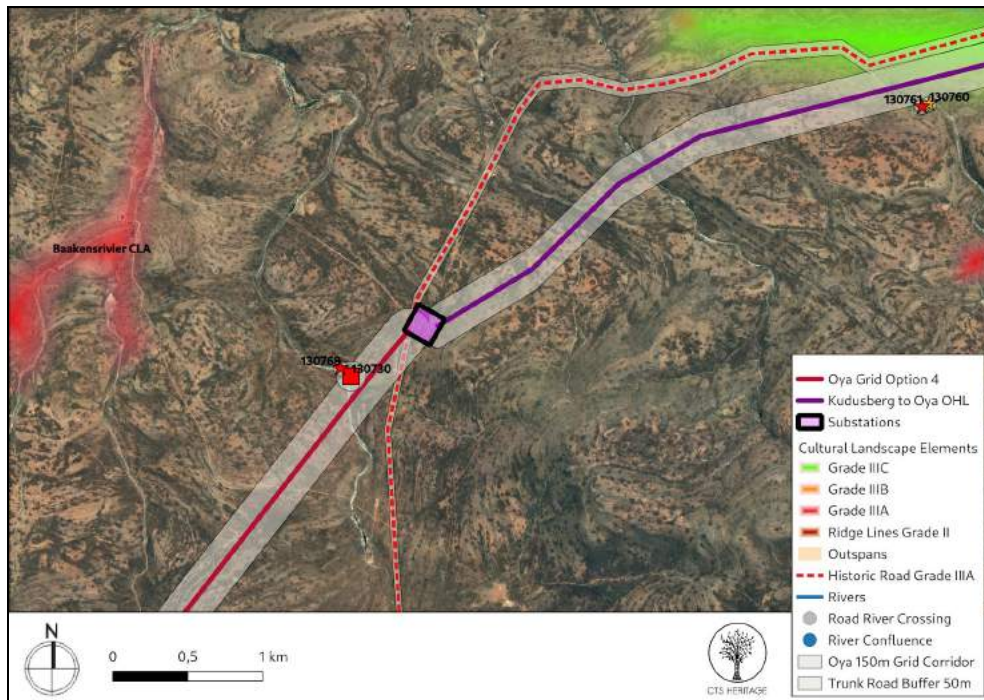 130761
130760
Baakensrivier CLA
130769
130730
Oya Grid Option 4
Kudusberg to Oya OHL
Substations
Cultural Landscape Elements
Grade IIIC
Grade IIIB
Grade IIIA
Ridge Lines Grade II
Outspans
Historic Road Grade IIIA
Rivers
Road River Crossing
River Confluence
Oya 150m Grid Corridor
Trunk Road Buffer 50m
N
0 0,5 1 km
CTS HERITAGE